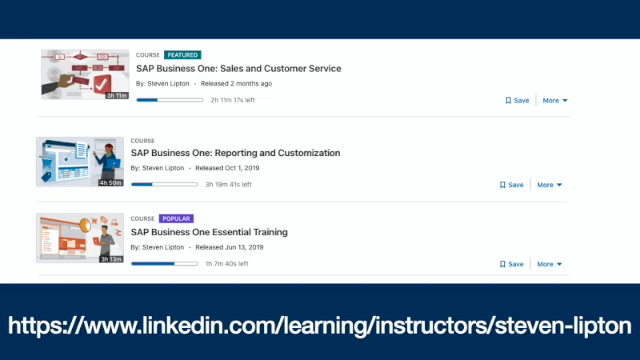 COURSE FEATURED
SAP Business One: Sales and Customer Service
By: Steven Lipton • Released 2 months ago
3h 11m
2h 11m 17s left
Save More
COURSE
SAP Business One: Reporting and Customization
By: Steven Lipton • Released Oct 1, 2019
4h 50m
3h 19m 41s left
Save More
COURSE POPULAR
SAP Business One Essential Training
By: Steven Lipton • Released Jun 13, 2019
3h 13m
1h 7m 40s left
Save More
https://www.linkedin.com/learning/instructors/steven-lipton